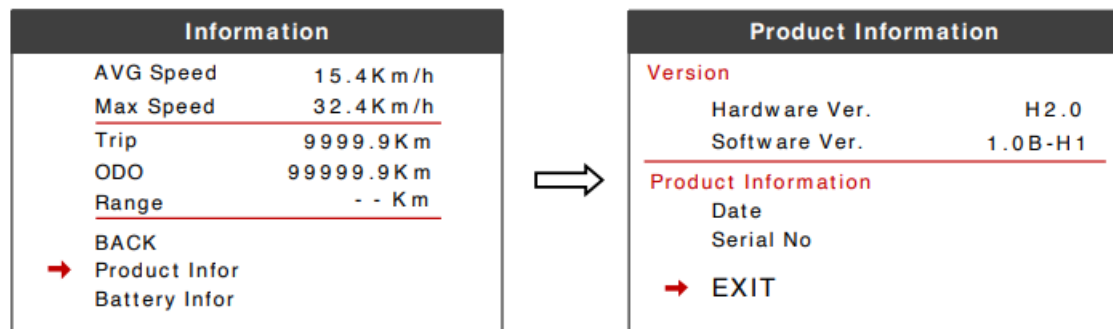 Information
AVG Speed 15.4Km/h
Max Speed 32.4Km/h
Trip 9999.9Km
ODO 99999.9Km
Range - - Km
BACK
Product Infor
Battery Infor
Product Information
Version
Hardware Ver. H2.0
Software Ver. 1.0B-H1
Product Information
Date
Serial No
EXIT